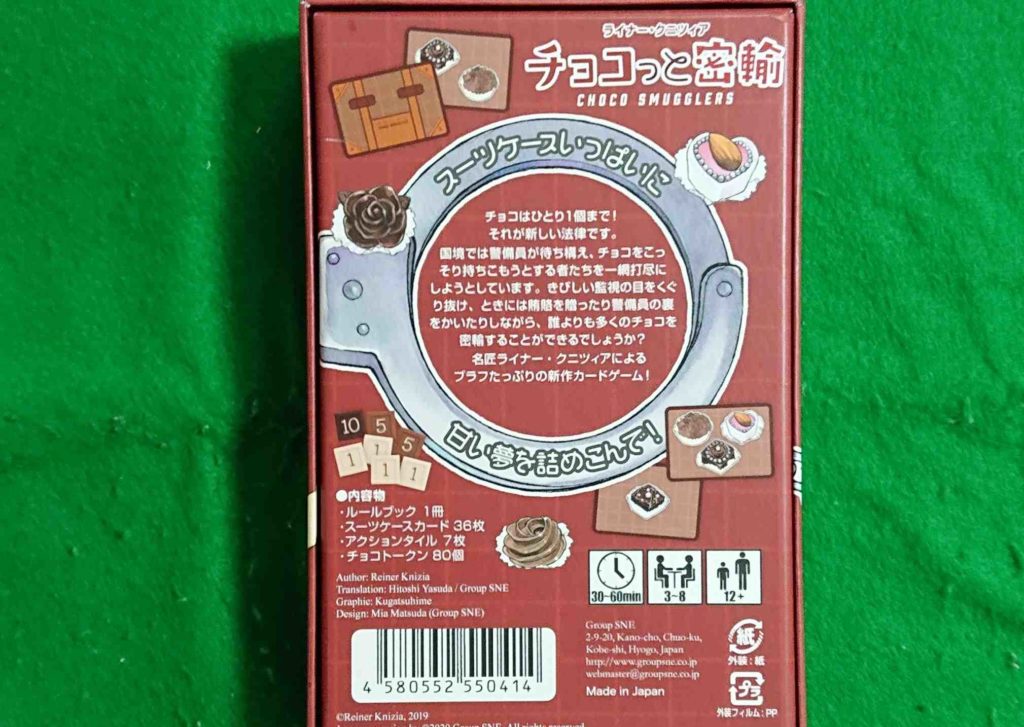 ライナー・クニツィア
チョコっと密輸
CHOCO SMUGGLERS
スーツケースいっぱいに
チョコはひとり1個まで!
それが新しい法律です。
国境では警備員が待ち構え、チョコをこっ
そり持ちこもうとする者たちを一網打尽に
しようとしています。きびしい監視の目をくぐ
り抜け、ときには賄賂を贈ったり警備員の裏
をかいたりしながら、誰よりも多くのチョコを
密輸することができるでしょうか?
名匠ライナー・クニツィアによる
ブラフたっぷりの新作カードゲーム!
甘い夢を詰めこんで!
10 5 5
1 1 1 1
●内容物
・ルールブック 1冊
・スーツケースカード 36枚
・アクションタイル 7枚
・チョコトークン 80個
Author: Reiner Knizia
Translation: Hitoshi Yasuda / Group SNE
Graphic: Kugatsuhime
Design: Mia Matsuda (Group SNE)
30~60min
3~8
12+
Group SNE
2-9-20, Kano-cho, Chuo-ku,
Kobe-shi, Hyogo, Japan
http://www.groupsne.co.jp
webmaster@groupsne.co.jp
Made in Japan
紙
外装:紙
プラ
外装フィルム:PP
4 580552 550414
©Reiner Knizia, 2019
©2020 Group SNE. All rights reserved.